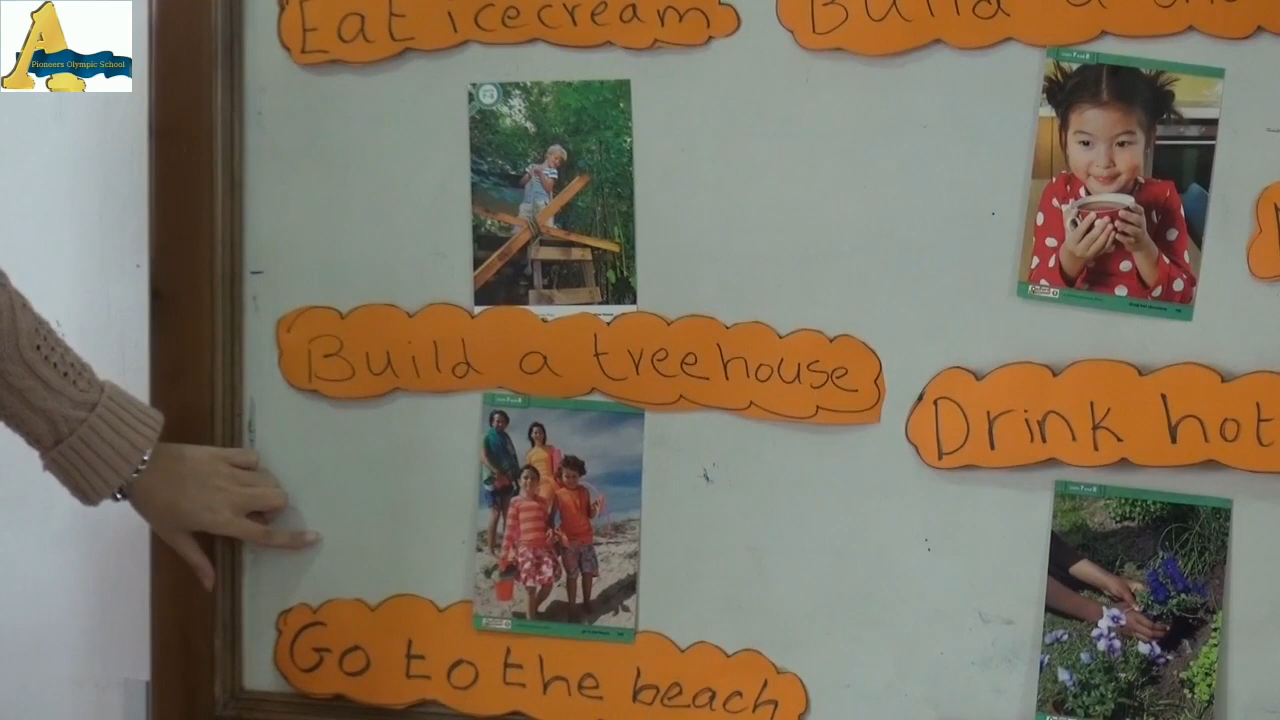 Pioneers Olympic School
Eat icecream
Build a
Build a treehouse
Drink hot
Go to the beach